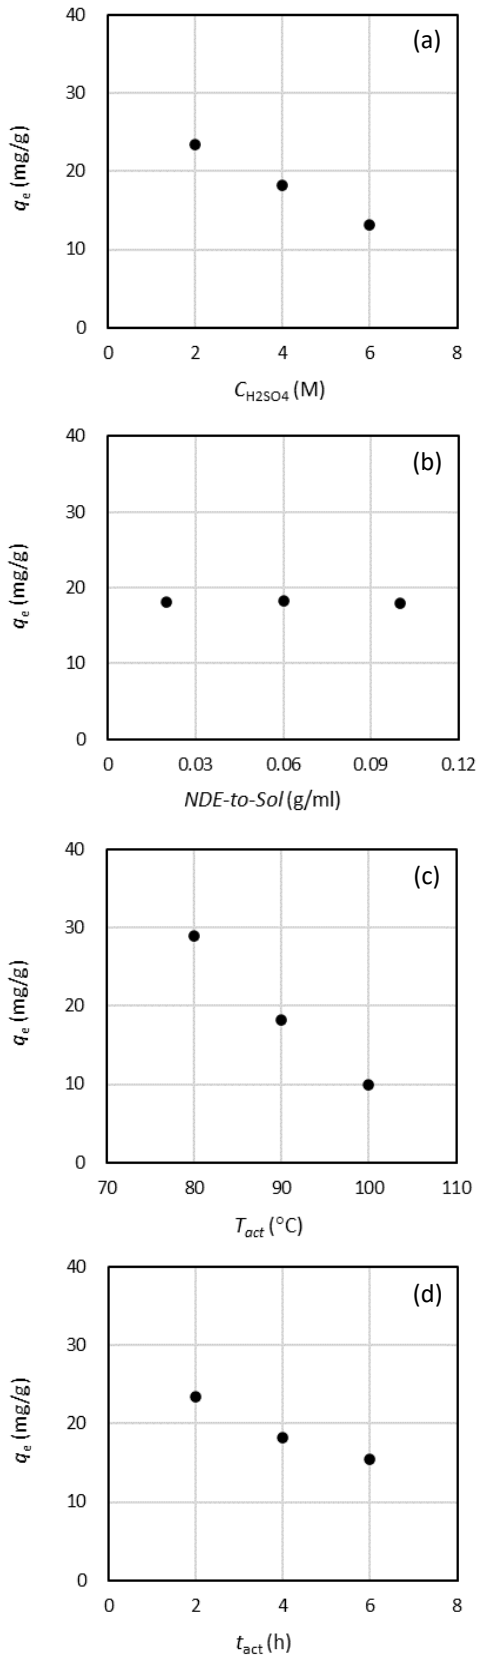 (a)
40
30
20
10
0
qe (mg/g)
0 2 4 6 8
CH2SO4 (M)
(b)
40
30
20
10
0
qe (mg/g)
0 0.03 0.06 0.09 0.12
NDE-to-Sol (g/ml)
(c)
40
30
20
10
0
qe (mg/g)
70 80 90 100 110
Tact (°C)
(d)
40
30
20
10
0
qe (mg/g)
0 2 4 6 8
tact (h)